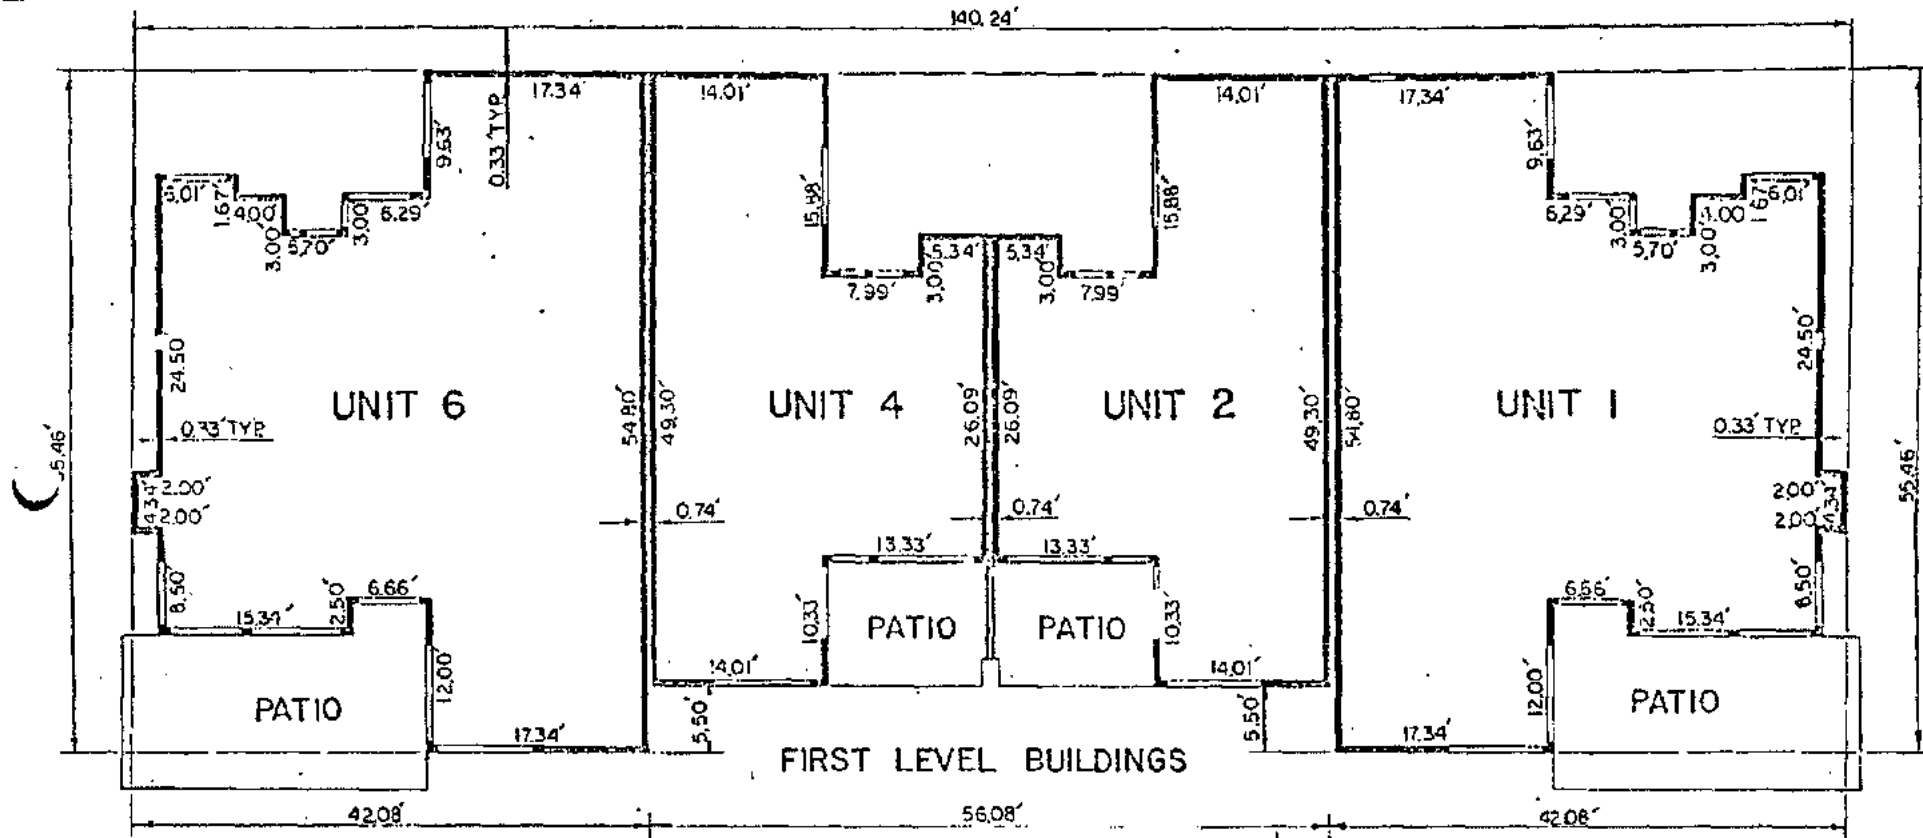 140.24'
17.34' 14.01' 14.01' 17.34'
9.63' 0.33' TYP. 9.63'
6.01' 1.67' 4.00' 3.00' 5.70' 3.00' 6.29' 15.88' 15.88' 6.29' 3.00' 5.70' 3.00' 4.00' 1.67' 6.01'
7.99' 3.00' 5.34' 5.34' 3.00' 7.99'
24.50 24.50'
UNIT 6 UNIT 4 UNIT 2 UNIT 1
54.80' 49.30' 26.09' 26.09' 49.30' 54.80'
0.33' TYP. 0.33' TYP.
5.46' 55.46'
4.34' 2.00' 2.00' 4.34'
2.00' 2.00'
0.74' 0.74' 0.74'
13.33' 13.33'
8.50' 15.34' 2.50' 6.66' 10.33' 10.33' 6.66' 2.50' 15.34' 8.50'
PATIO PATIO
14.01' 14.01'
PATIO 12.00' 12.00' PATIO
17.34' 5.50' 5.50' 17.34'
FIRST LEVEL BUILDINGS
42.08' 56.08' 42.08'